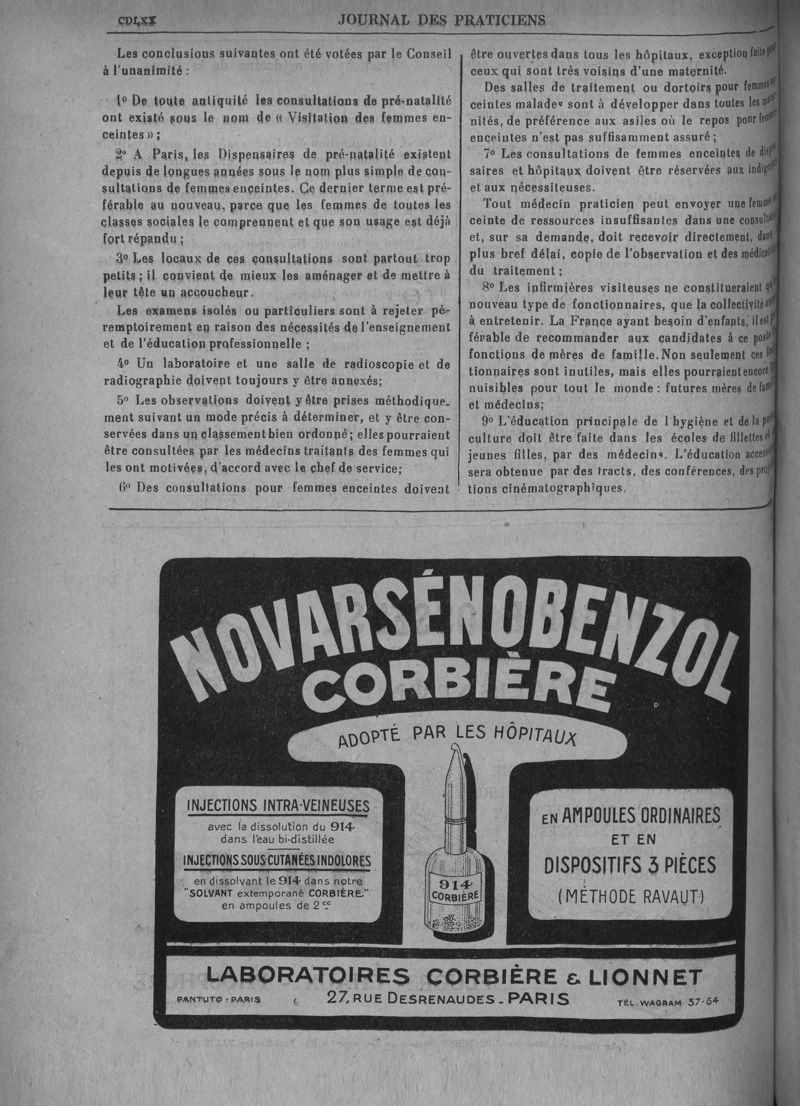 CDLXX
JOURNAL DES PRATICIENS
Les conclusions suivantes ont été votées par le Conseil
à l'unanimité :
1º De toute antiquité les consultations de pré-natalité
ont existé sous le nom de « Visitation des femmes en-
ceintes » ;
2º A Paris, les Dispensaires de pré-natalité existent
depuis de longues années sous le nom plus simple de con-
sultations de femmes enceintes. Ce dernier terme est pré-
férable au nouveau, parce que les femmes de toutes les
classes sociales le comprennent et que son usage est déjà
fort répandu ;
3º Les locaux de ces consultations sont partout trop
petits ; il convient de mieux les aménager et de mettre à
leur tête un accoucheur.
Les examens isolés ou particuliers sont à rejeter pé-
remptoirement en raison des nécessités de l'enseignement
et de l'éducation professionnelle ;
4º Un laboratoire et une salle de radioscopie et de
radiographie doivent toujours y être annexés;
5º Les observations doivent y être prises méthodique-
ment suivant un mode précis à déterminer, et y être con-
servées dans un classement bien ordonné; elles pourraient
être consultées par les médecins traitants des femmes qui
les ont motivées, d'accord avec le chef de service;
6º Des consultations pour femmes enceintes doivent
être ouvertes dans tous les hôpitaux, exception faite pour
ceux qui sont très voisins d'une maternité.
Des salles de traitement ou dortoirs pour femmes
ceintes malades sont à développer dans toutes les
nités, de préférence aux asiles où le repos pour
enceintes n'est pas suffisamment assuré ;
7º Les consultations de femmes enceintes de
saires et hôpitaux doivent être réservées aux
et aux nécessiteuses.
Tout médecin praticien peut envoyer une femme
ceinte de ressources insuffisantes dans une
et, sur sa demande, doit recevoir directement, dans
plus bref délai, copie de l'observation et des
du traitement ;
8º Les infirmières visiteuses ne constitueraient
nouveau type de fonctionnaires, que la collectivité
à entretenir. La France ayant besoin d'enfants, il est
férable de recommander aux candidates à ce poste
fonctions de mères de famille. Non seulement ces
tionnaires sont inutiles, mais elles pourraient encore
nuisibles pour tout le monde : futures mères de
et médecins;
9º L'éducation principale de l hygiène et de la
culture doit être faite dans les écoles de fillettes et
jeunes filles, par des médecins. L'éducation
sera obtenue par des tracts, des conférences, des
tions cinématographiques.
NOVARSÉNOBENZOL
CORBIÈRE
ADOPTÉ PAR LES HÔPITAUX
INJECTIONS INTRA-VEINEUSES
avec la dissolution du 914
dans l'eau bi-distillée
INJECTIONS SOUS CUTANÉES INDOLORES
en dissolvant le 914 dans notre
"SOLVANT extemporané CORBIÈRE"
en ampoules de 2cc
914
CORBIÈRE
EN AMPOULES ORDINAIRES
ET EN
DISPOSITIFS 3 PIÈCES
(MÉTHODE RAVAUT)
LABORATOIRES CORBIÈRE & LIONNET
PANTUTO - PARIS
27, RUE DESRENAUDES - PARIS
TÉL. WAGRAM 37-64